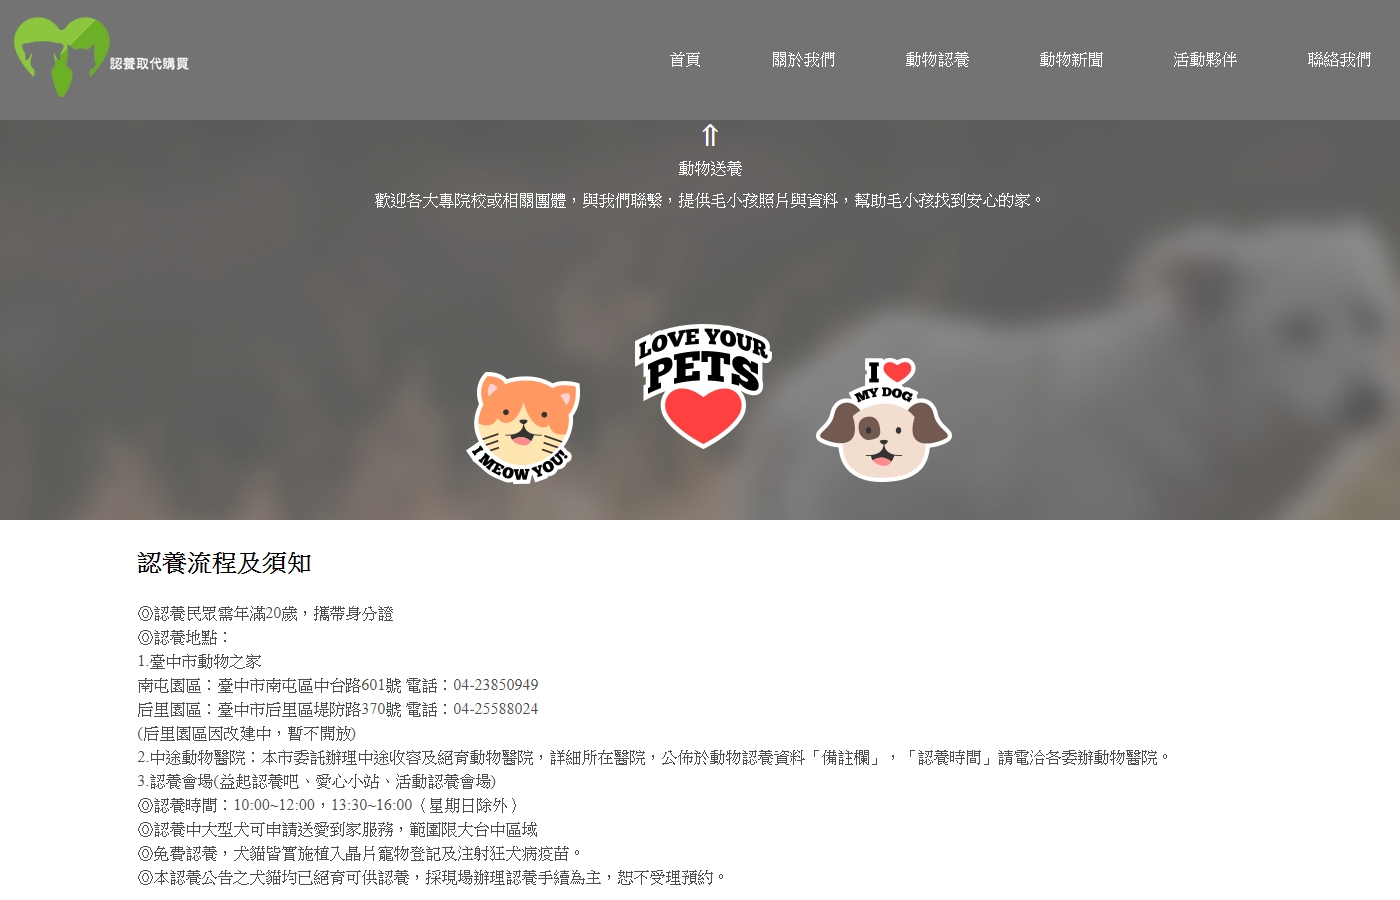 認養取代購買
首頁 關於我們 動物認養 動物新聞 活動夥伴 聯絡我們
⇑
動物送養
歡迎各大專院校或相關團體，與我們聯繫，提供毛小孩照片與資料，幫助毛小孩找到安心的家。
LOVE YOUR
PETS
I
MY DOG
I MEOW YOU!
認養流程及須知
◎認養民眾需年滿20歲，攜帶身分證
◎認養地點：
1.臺中市動物之家
南屯園區：臺中市南屯區中台路601號 電話：04-23850949
后里園區：臺中市后里區堤防路370號 電話：04-25588024
(后里園區因改建中，暫不開放)
2.中途動物醫院：本市委託辦理中途收容及絕育動物醫院，詳細所在醫院，公佈於動物認養資料「備註欄」，「認養時間」請電洽各委辦動物醫院。
3.認養會場(益起認養吧、愛心小站、活動認養會場)
◎認養時間：10:00~12:00，13:30~16:00（星期日除外）
◎認養中大型犬可申請送愛到家服務，範圍限大台中區域
◎免費認養，犬貓皆實施植入晶片寵物登記及注射狂犬病疫苗。
◎本認養公告之犬貓均已絕育可供認養，採現場辦理認養手續為主，恕不受理預約。